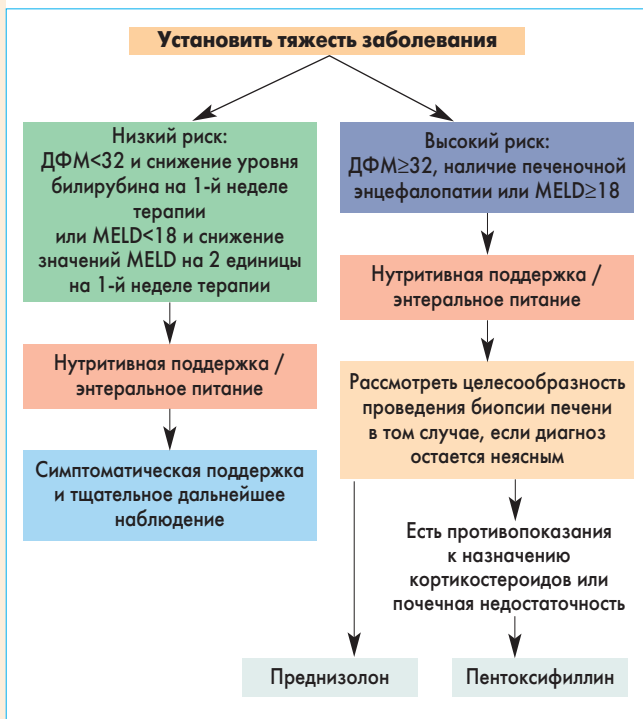 Установить тяжесть заболевания
Низкий риск:
ДФМ<32 и снижение уровня
билирубина на 1-й неделе
терапии
или MELD<18 и снижение
значений MELD на 2 единицы
на 1-й неделе терапии
Нутритивная поддержка /
энтеральное питание
Симптоматическая поддержка
и тщательное дальнейшее
наблюдение
Высокий риск:
ДФМ≥32, наличие печеночной
энцефалопатии или MELD≥18
Нутритивная поддержка /
энтеральное питание
Рассмотреть целесообразность
проведения биопсии печени
в том случае, если диагноз
остается неясным
Есть противопоказания
к назначению
кортикостероидов или
почечная недостаточность
Преднизолон
Пентоксифиллин